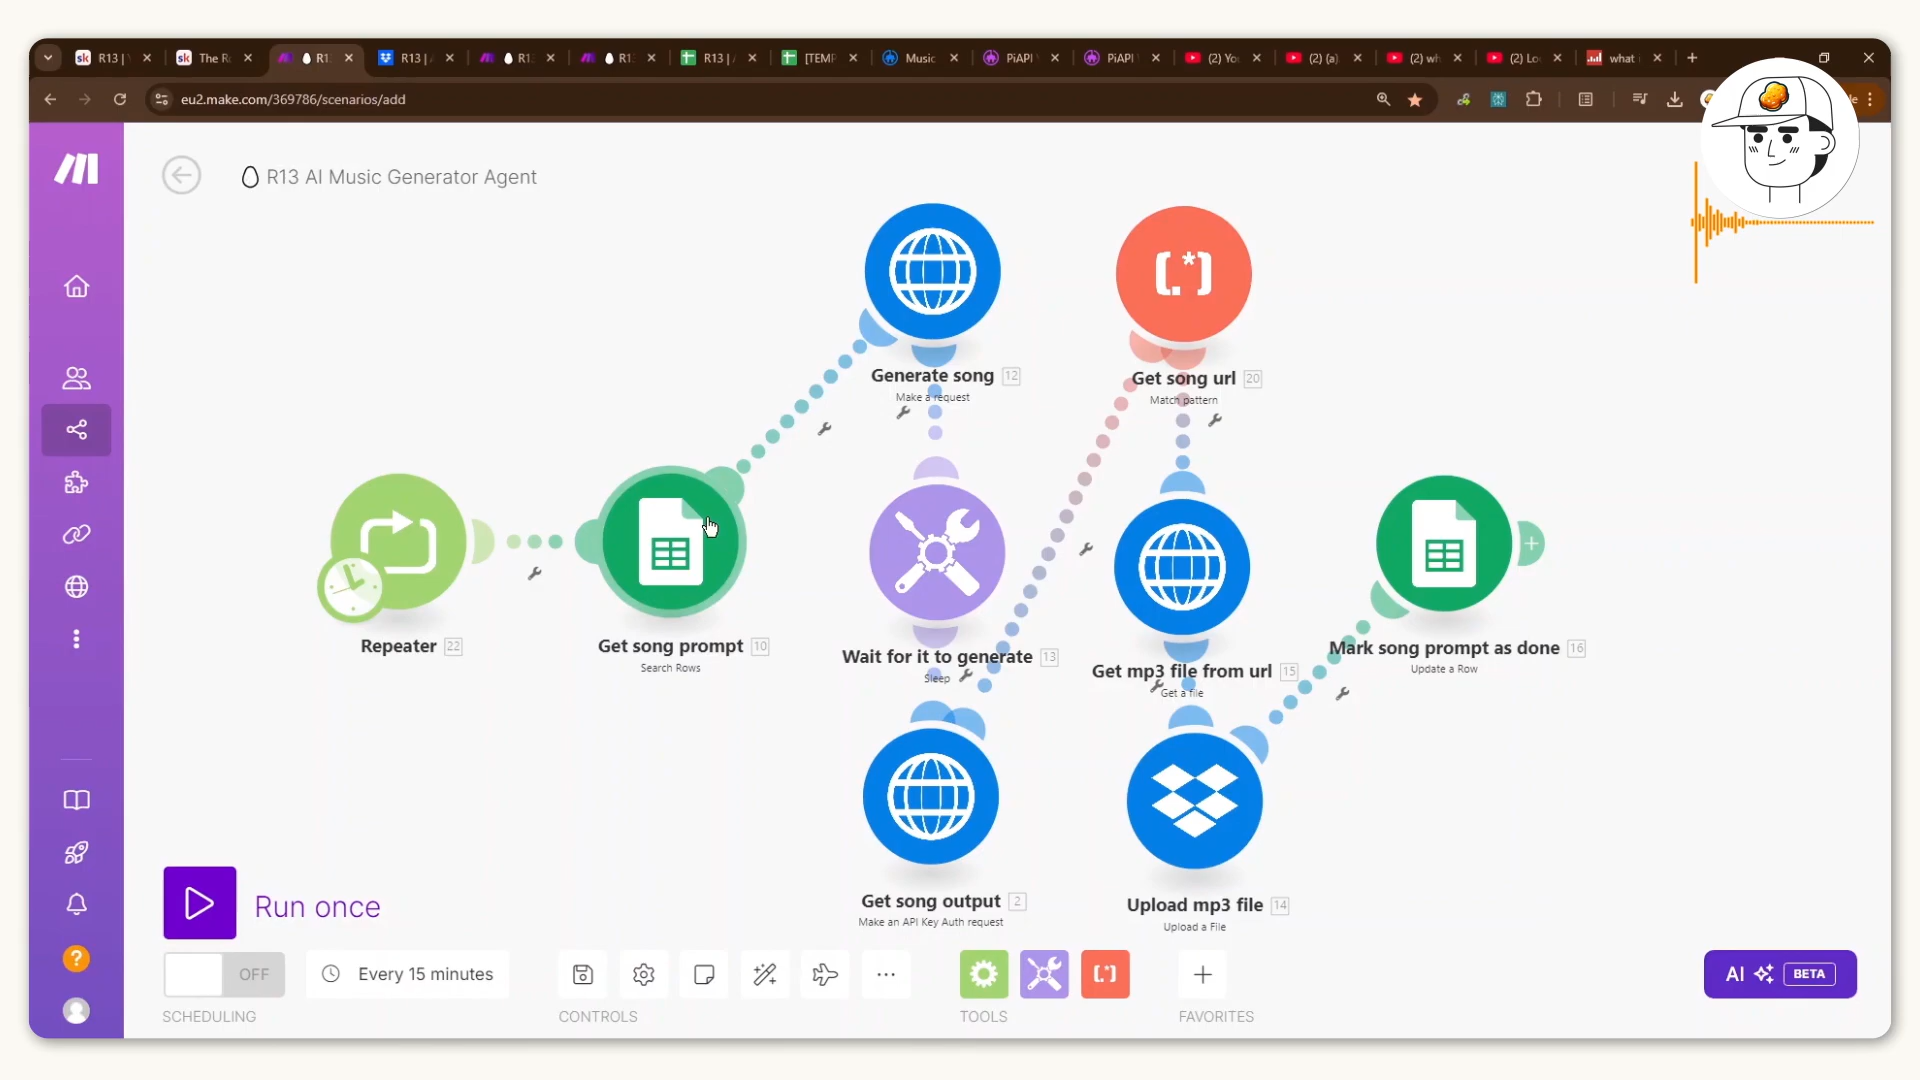 R13 |
The R
R1
R13 |
R1
R1
R13 |
[TEMP
Music
PiAPI
PiAPI
(2) Yo
(2) (a)
(2) wh
(2) Lo
what
eu2.make.com/369786/scenarios/add
R13 AI Music Generator Agent
Generate song 12
Make a request
Get song url 20
Match pattern
Repeater 22
Get song prompt 10
Search Rows
Wait for it to generate 13
Sleep
Get mp3 file from url 15
Get a file
Mark song prompt as done 16
Update a Row
Get song output 2
Make an API Key Auth request
Upload mp3 file 14
Upload a File
Run once
OFF
Every 15 minutes
AI BETA
SCHEDULING
CONTROLS
TOOLS
FAVORITES